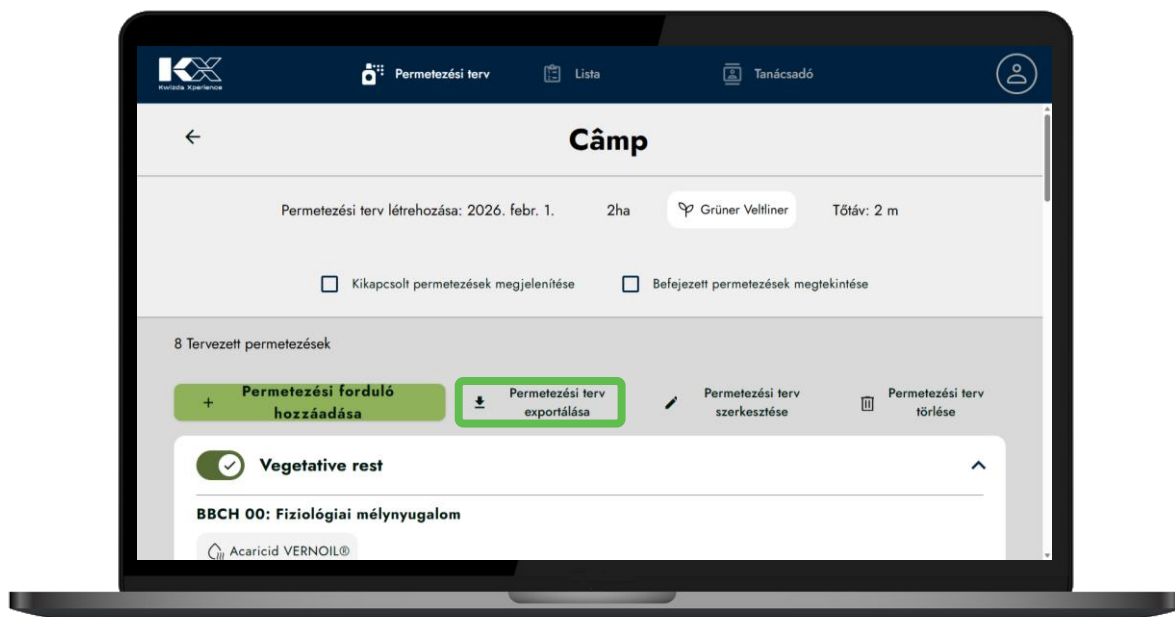 KX
Kwizda Xperience
Permetezési terv
Lista
Tanácsadó
Câmp
Permetezési terv létrehozása: 2026. febr. 1.
2ha
Grüner Veltliner
Tőtáv: 2 m
Kikapcsolt permetezések megjelenítése
Befejezett permetezések megtekintése
8 Tervezett permetezések
+ Permetezési forduló
hozzáadása
Permetezési terv
exportálása
Permetezési terv
szerkesztése
Permetezési terv
törlése
Vegetative rest
BBCH 00: Fiziológiai mélynyugalom
Acaricid VERNOIL®